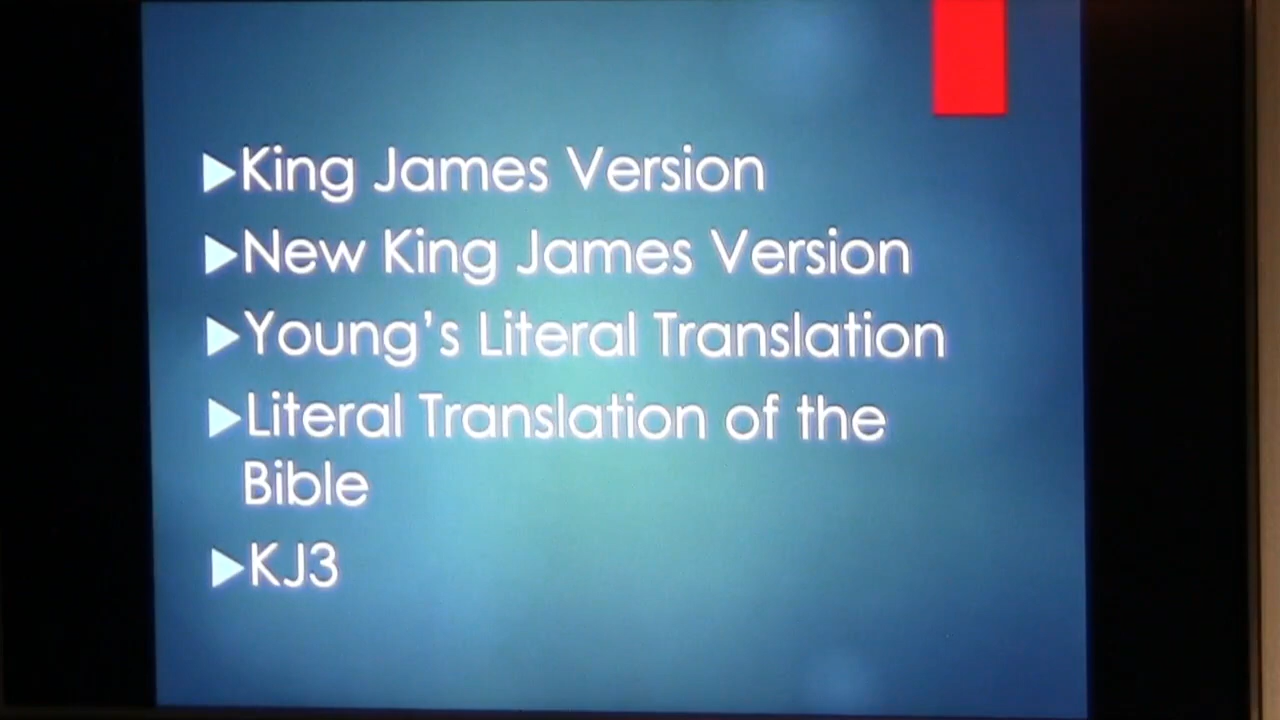 King James Version
New King James Version
Young’s Literal Translation
Literal Translation of the
Bible
KJ3